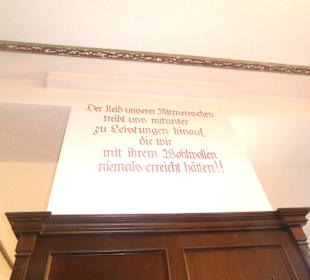 Der Neid unserer Mitmenschen
treibt uns mitunter
zu Leistungen hinauf,
die wir
mit ihrem Wohlwollen
niemals erreicht hätten!!